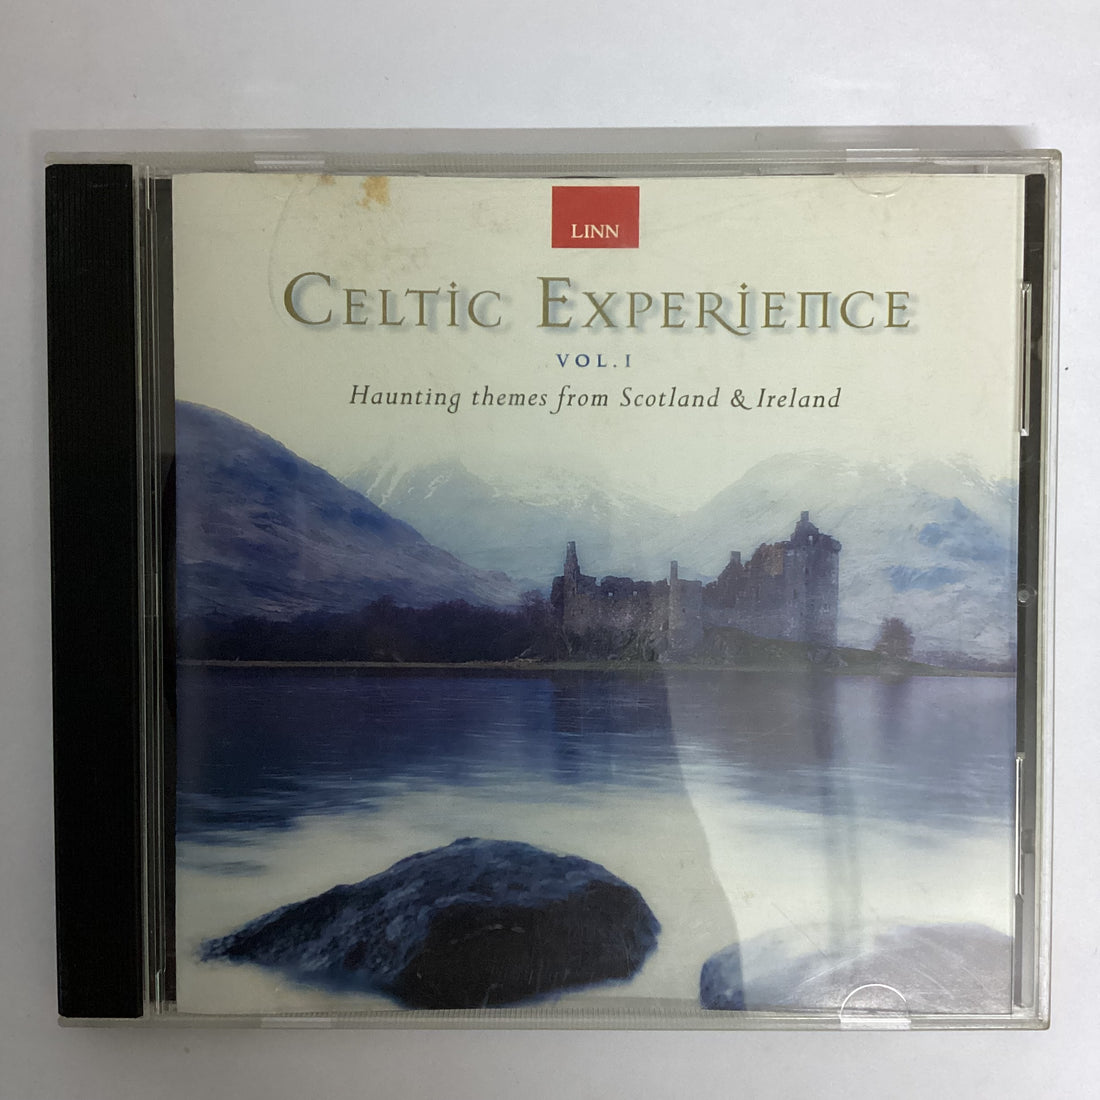 LINN
CELTIC EXPERIENCE
VOL.I
Haunting themes from Scotland & Ireland